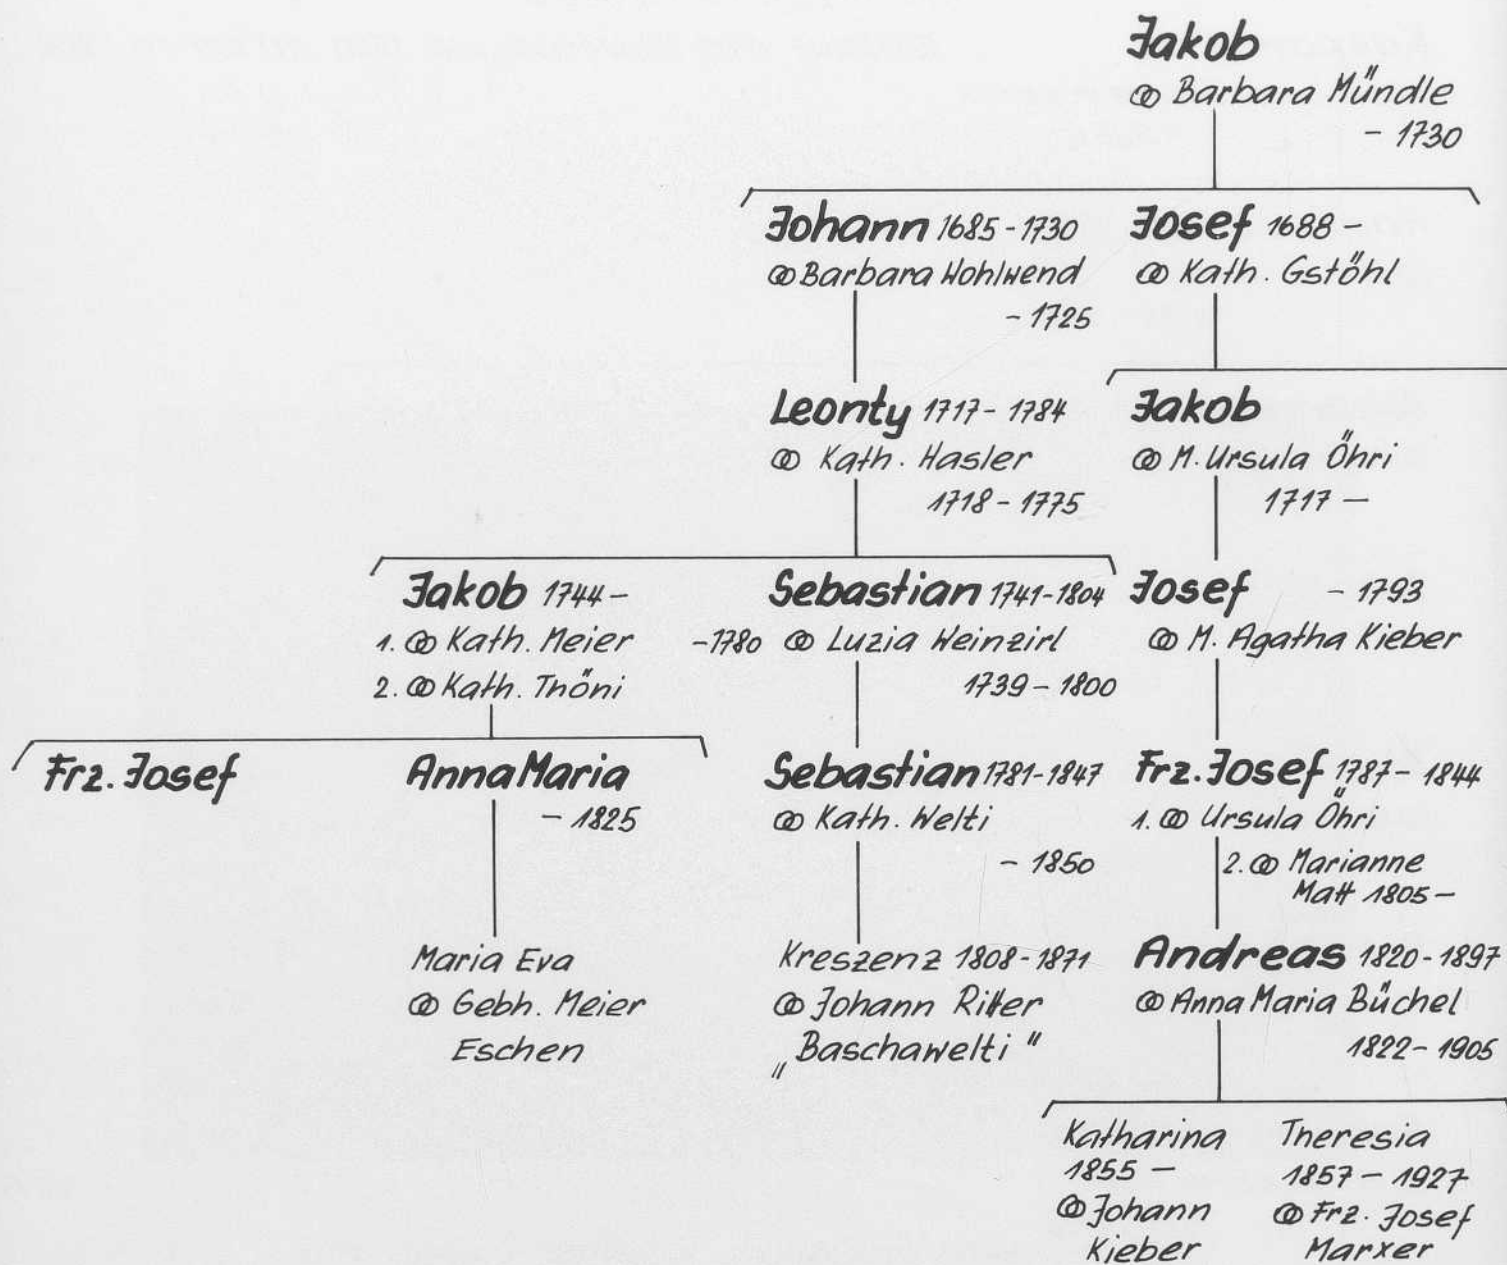 Jakob
⚭ Barbara Mündle
- 1730
Johann 1685 - 1730
⚭ Barbara Wohlwend
- 1725
Josef 1688 -
⚭ Kath. Gstöhl
Leonty 1717 - 1784
⚭ Kath. Hasler
1718 - 1775
Jakob
⚭ M. Ursula Öhri
1717 -
Jakob 1744 -
1. ⚭ Kath. Meier - 1780
2. ⚭ Kath. Thöni
Sebastian 1741 - 1804
⚭ Luzia Weinzirl
1739 - 1800
Josef - 1793
⚭ M. Agatha Kieber
Frz. Josef
Anna Maria
- 1825
Sebastian 1781 - 1847
⚭ Kath. Welti
- 1850
Frz. Josef 1787 - 1844
1. ⚭ Ursula Öhri
2. ⚭ Marianne
Matt 1805 -
Maria Eva
⚭ Gebh. Meier
Eschen
Kreszenz 1808 - 1871
⚭ Johann Ritter
„Baschawelti"
Andreas 1820 - 1897
⚭ Anna Maria Büchel
1822 - 1905
Katharina
1855 -
⚭ Johann
Kieber
Theresia
1857 - 1927
⚭ Frz. Josef
Marxer